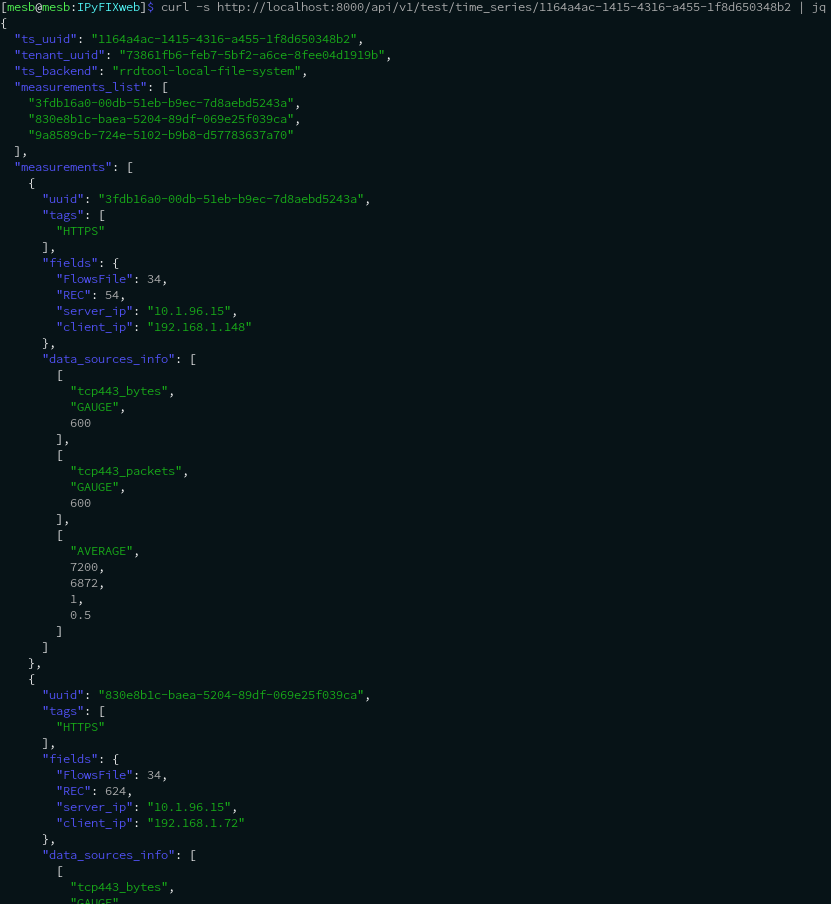 [mesb@mesb:IPyFIXweb]$ curl -s http://localhost:8000/api/v1/test/time_series/1164a4ac-1415-4316-a455-1f8d650348b2 | jq
{
  "ts_uuid": "1164a4ac-1415-4316-a455-1f8d650348b2",
  "tenant_uuid": "73861fb6-feb7-5bf2-a6ce-8fee04d1919b",
  "ts_backend": "rrdtool-local-file-system",
  "measurements_list": [
    "3fdb16a0-00db-51eb-b9ec-7d8aebd5243a",
    "830e8b1c-baea-5204-89df-069e25f039ca",
    "9a8589cb-724e-5102-b9b8-d57783637a70"
  ],
  "measurements": [
    {
      "uuid": "3fdb16a0-00db-51eb-b9ec-7d8aebd5243a",
      "tags": [
        "HTTPS"
      ],
      "fields": {
        "FlowsFile": 34,
        "REC": 54,
        "server_ip": "10.1.96.15",
        "client_ip": "192.168.1.148"
      },
      "data_sources_info": [
        [
          "tcp443_bytes",
          "GAUGE",
          600
        ],
        [
          "tcp443_packets",
          "GAUGE",
          600
        ],
        [
          "AVERAGE",
          7200,
          6872,
          1,
          0.5
        ]
      ]
    },
    {
      "uuid": "830e8b1c-baea-5204-89df-069e25f039ca",
      "tags": [
        "HTTPS"
      ],
      "fields": {
        "FlowsFile": 34,
        "REC": 624,
        "server_ip": "10.1.96.15",
        "client_ip": "192.168.1.72"
      },
      "data_sources_info": [
        [
          "tcp443_bytes",
          "GAUGE",